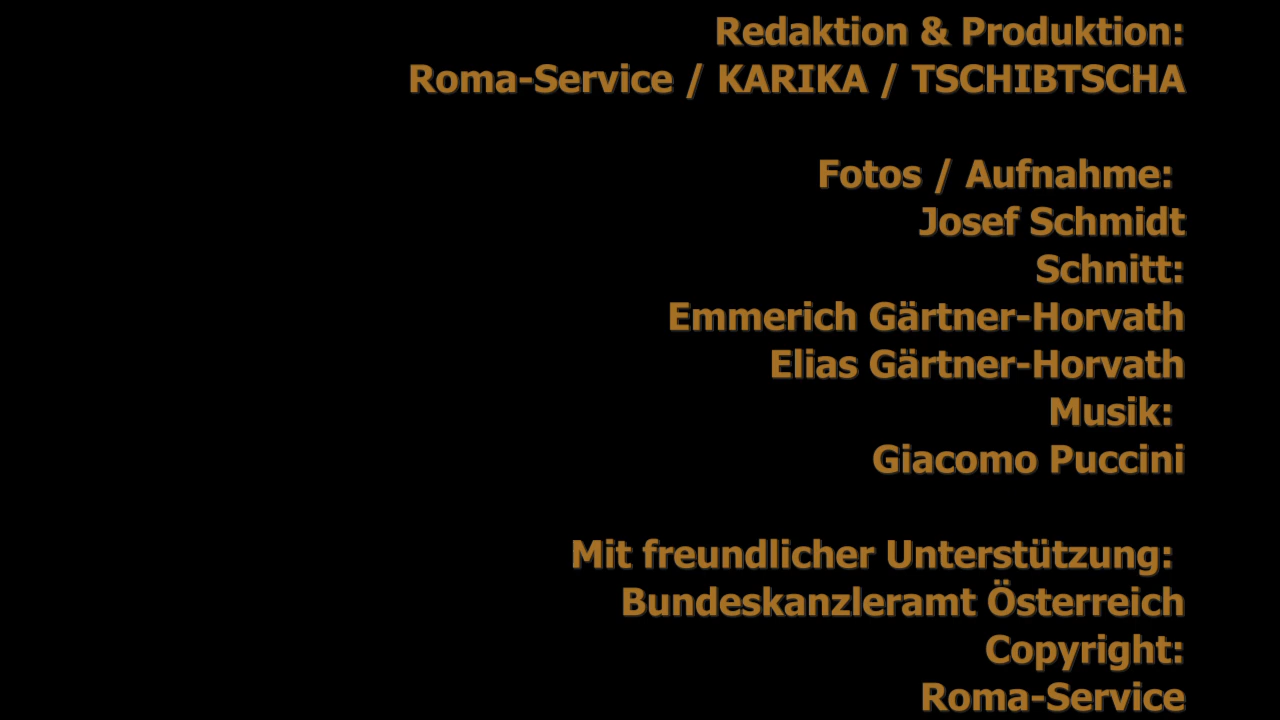 Redaktion & Produktion:
Roma-Service / KARIKA / TSCHIBTSCHA
Fotos / Aufnahme:
Josef Schmidt
Schnitt:
Emmerich Gärtner-Horvath
Elias Gärtner-Horvath
Musik:
Giacomo Puccini
Mit freundlicher Unterstützung:
Bundeskanzleramt Österreich
Copyright:
Roma-Service